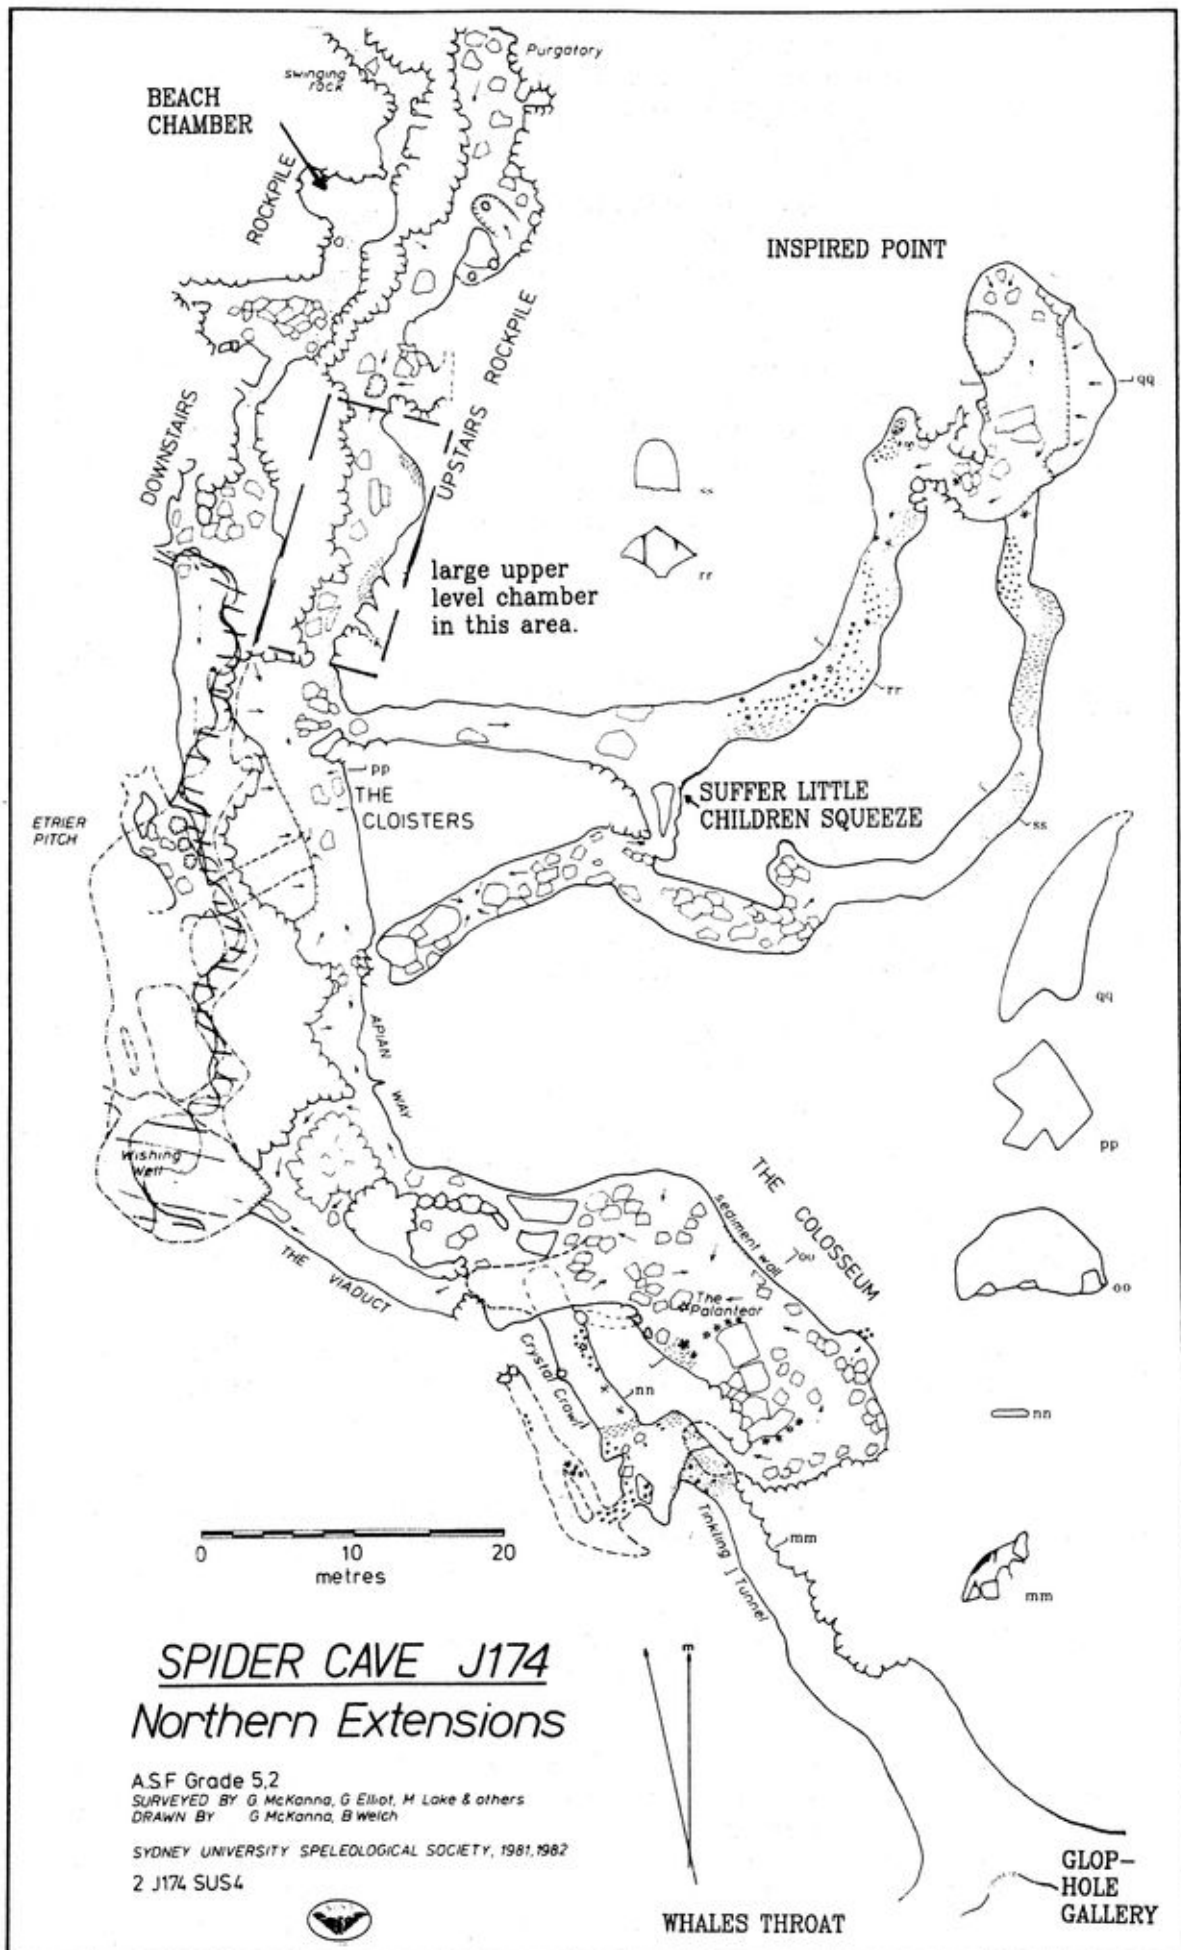 Purgatory
swinging
rock
BEACH
CHAMBER
ROCKPILE
INSPIRED POINT
UPSTAIRS ROCKPILE
DOWNSTAIRS
qq
ss
rr
large upper
level chamber
in this area.
rr
pp
THE
CLOISTERS
SUFFER LITTLE
CHILDREN SQUEEZE
ETRIER
PITCH
ss
qq
APIAN WAY
pp
Wishing
Well
THE COLOSSEUM
sediment wall
oo
THE VIADUCT
The
Palantear
oo
Crystal Crawl
nn
nn
Tinkling Tunnel
mm
mm
0 10 20
metres
m
SPIDER CAVE J174
Northern Extensions
A.S.F Grade 5,2
SURVEYED BY G McKanna, G Elliot, M Lake & others
DRAWN BY G McKanna, B Welch
SYDNEY UNIVERSITY SPELEOLOGICAL SOCIETY, 1981,1982
2 J174 SUS4
GLOP-
HOLE
GALLERY
WHALES THROAT